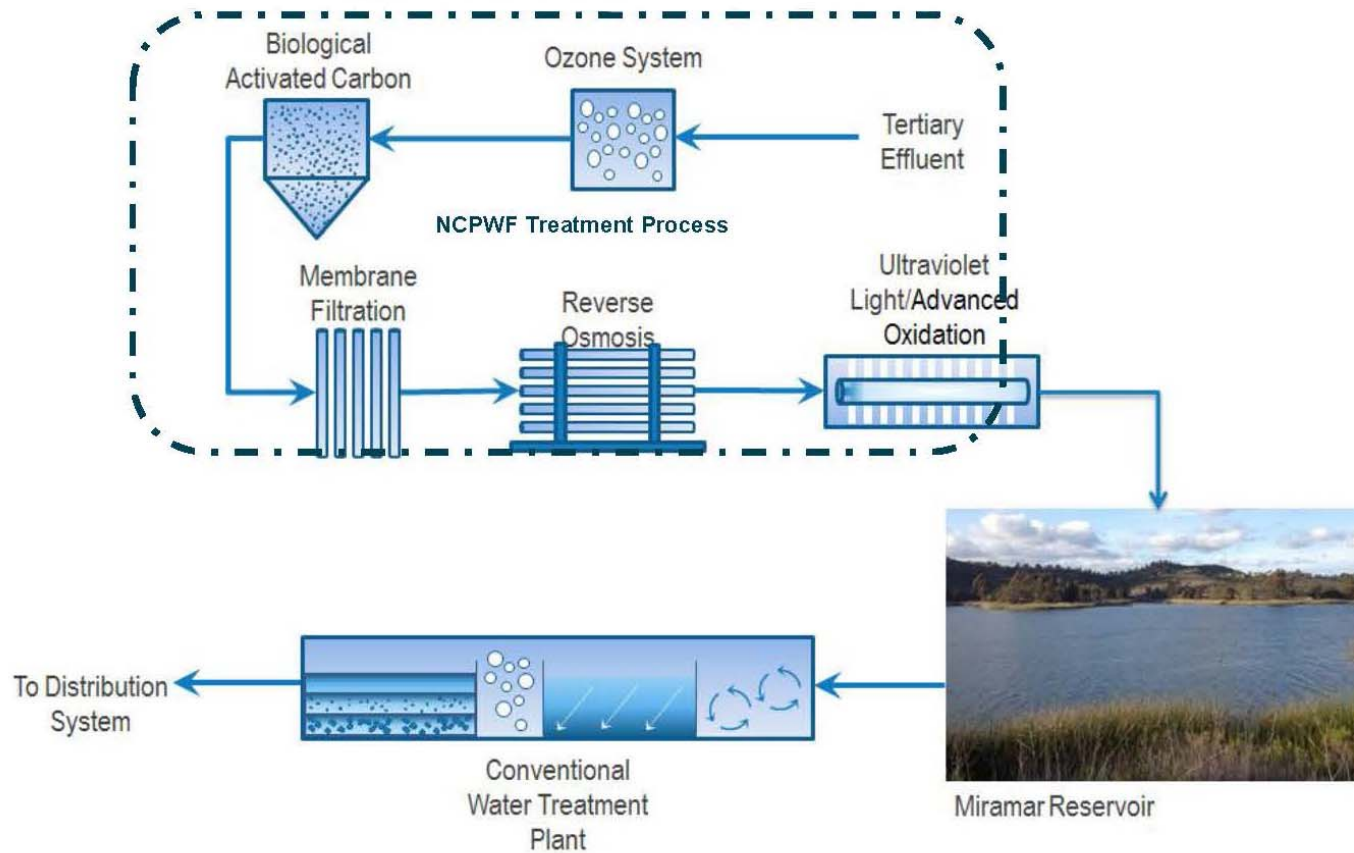 Biological
Activated Carbon
Ozone System
Tertiary
Effluent
NCPWF Treatment Process
Membrane
Filtration
Reverse
Osmosis
Ultraviolet
Light/Advanced
Oxidation
To Distribution
System
Conventional
Water Treatment
Plant
Miramar Reservoir